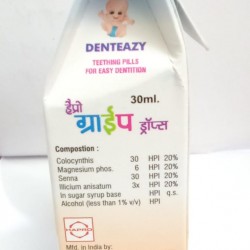 DENTEAZY
TEETHING PILLS
FOR EASY DENTITION
30ml.
हैप्रो
ग्राईप ड्रॉप्स
Compostion :
Colocynthis 30 HPI 20%
Magnesium phos. 6 HPI 20%
Senna 30 HPI 20%
Illicium anisatum 3x HPI 20%
In sugar syrup base HPI q.s.
Alcohol (less than 1% v/v) HPI
HAPRO
Mfd. in India by: